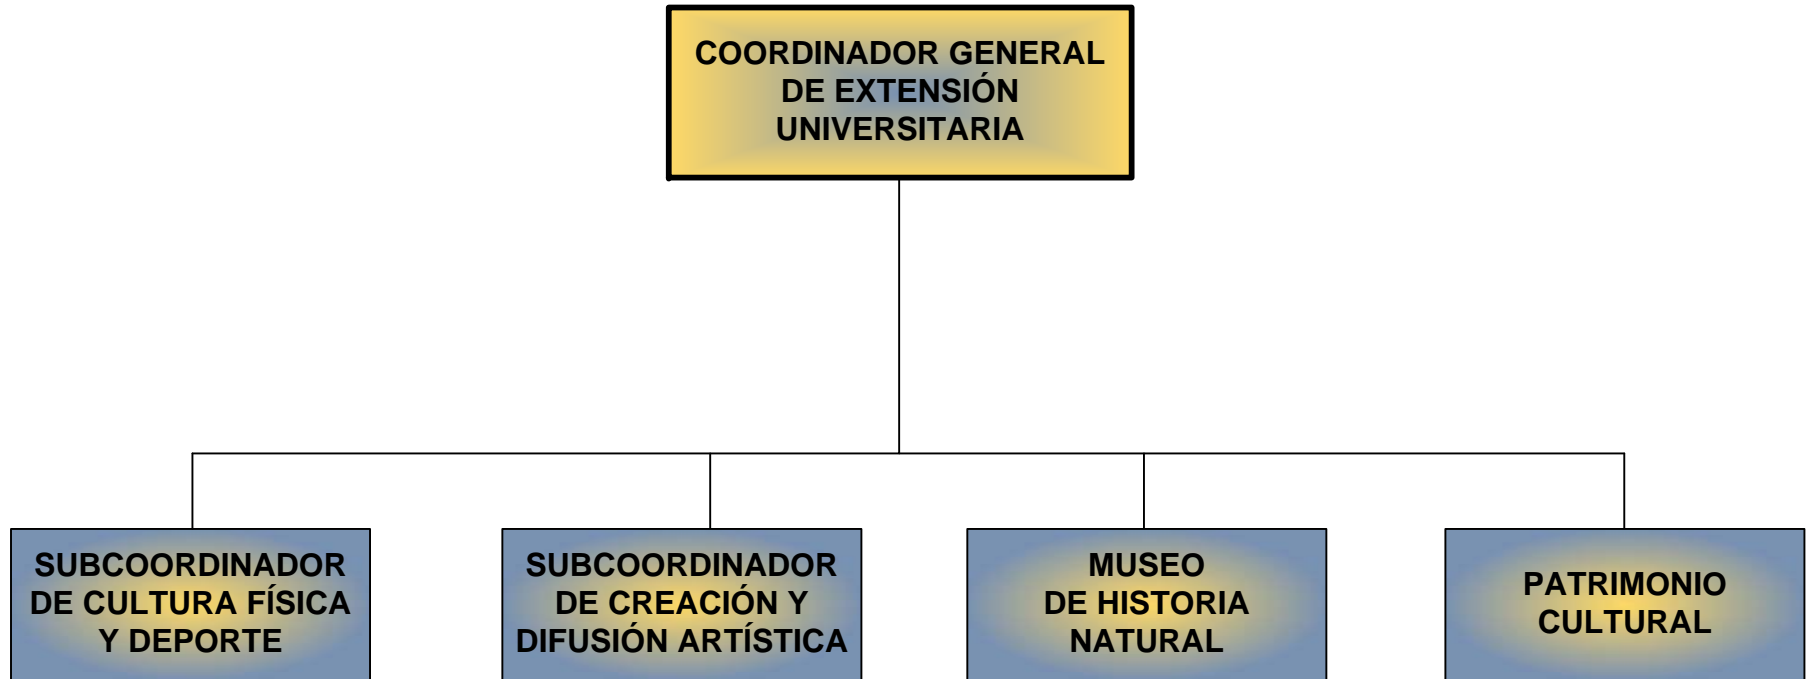 COORDINADOR GENERAL
DE EXTENSIÓN
UNIVERSITARIA
SUBCOORDINADOR
DE CULTURA FÍSICA
Y DEPORTE
SUBCOORDINADOR
DE CREACIÓN Y
DIFUSIÓN ARTÍSTICA
MUSEO
DE HISTORIA
NATURAL
PATRIMONIO
CULTURAL